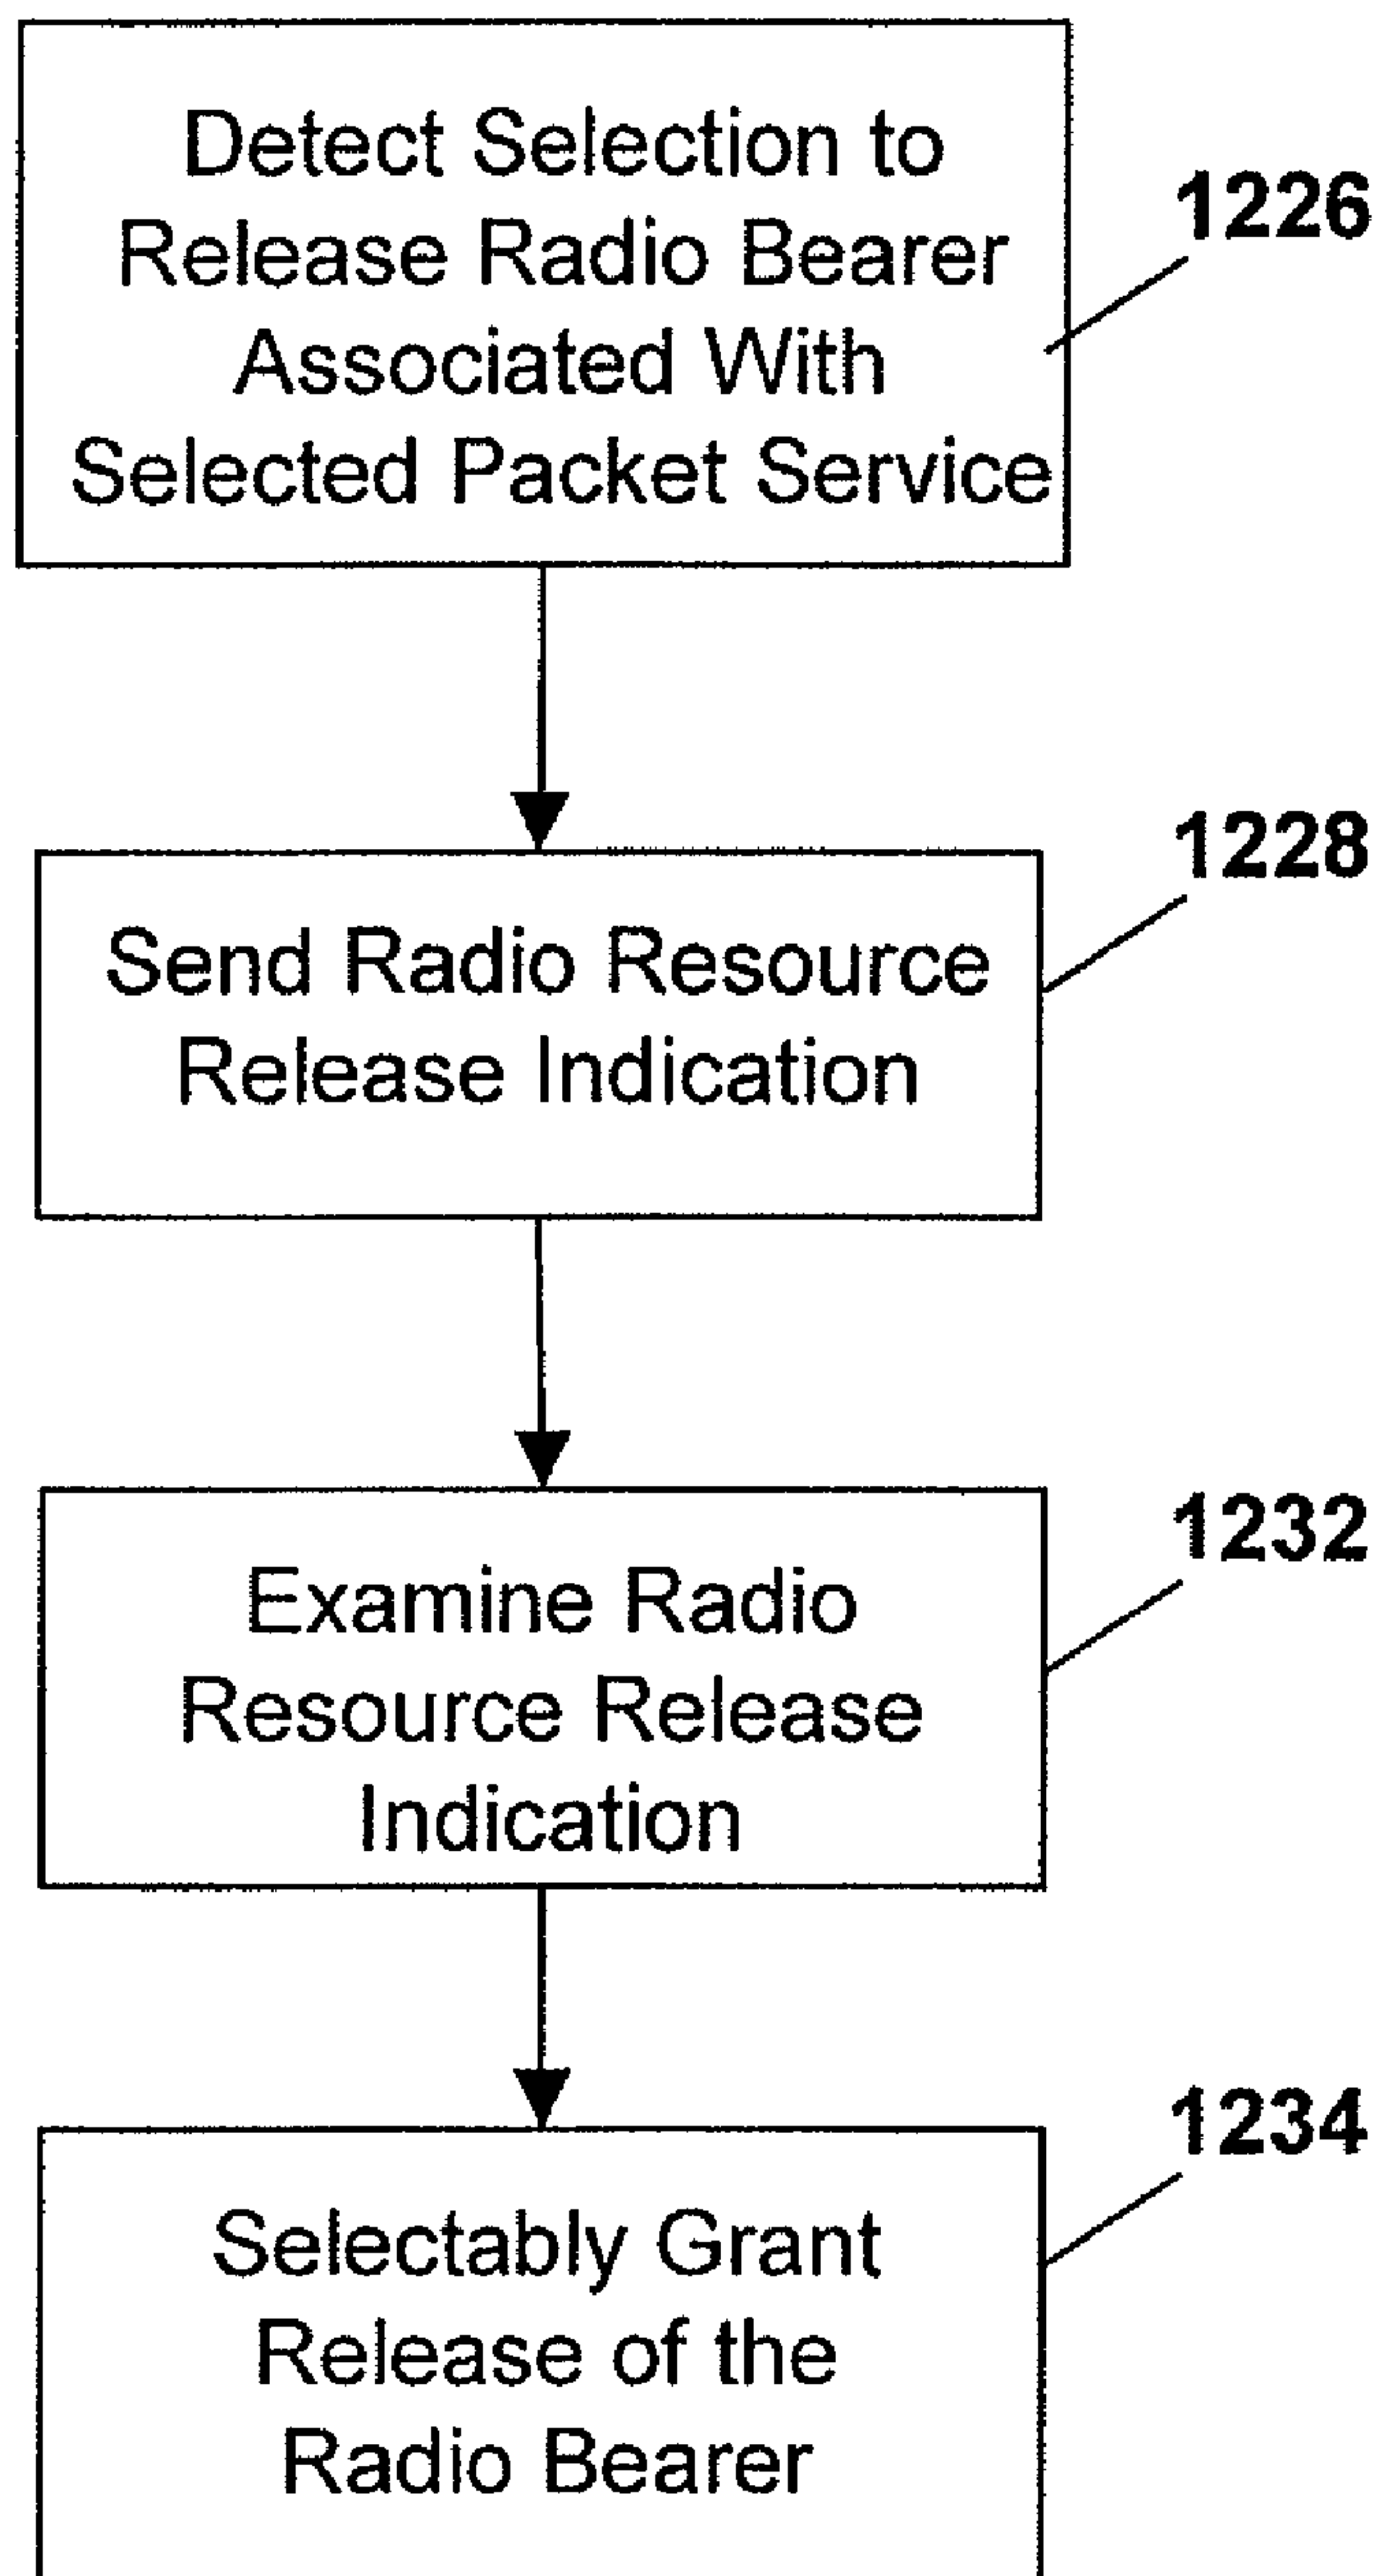 Detect Selection to
Release Radio Bearer
Associated With
Selected Packet Service
1226
Send Radio Resource
Release Indication
1228
Examine Radio
Resource Release
Indication
1232
Selectably Grant
Release of the
Radio Bearer
1234